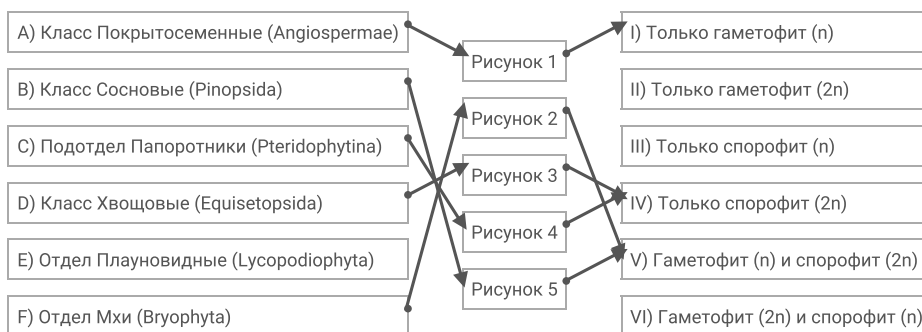 A) Класс Покрытосеменные (Angiospermae)
B) Класс Сосновые (Pinopsida)
C) Подотдел Папоротники (Pteridophytina)
D) Класс Хвощовые (Equisetopsida)
E) Отдел Плауновидные (Lycopodiophyta)
F) Отдел Мхи (Bryophyta)
Рисунок 1
Рисунок 2
Рисунок 3
Рисунок 4
Рисунок 5
I) Только гаметофит (n)
II) Только гаметофит (2n)
III) Только спорофит (n)
IV) Только спорофит (2n)
V) Гаметофит (n) и спорофит (2n)
VI) Гаметофит (2n) и спорофит (n)